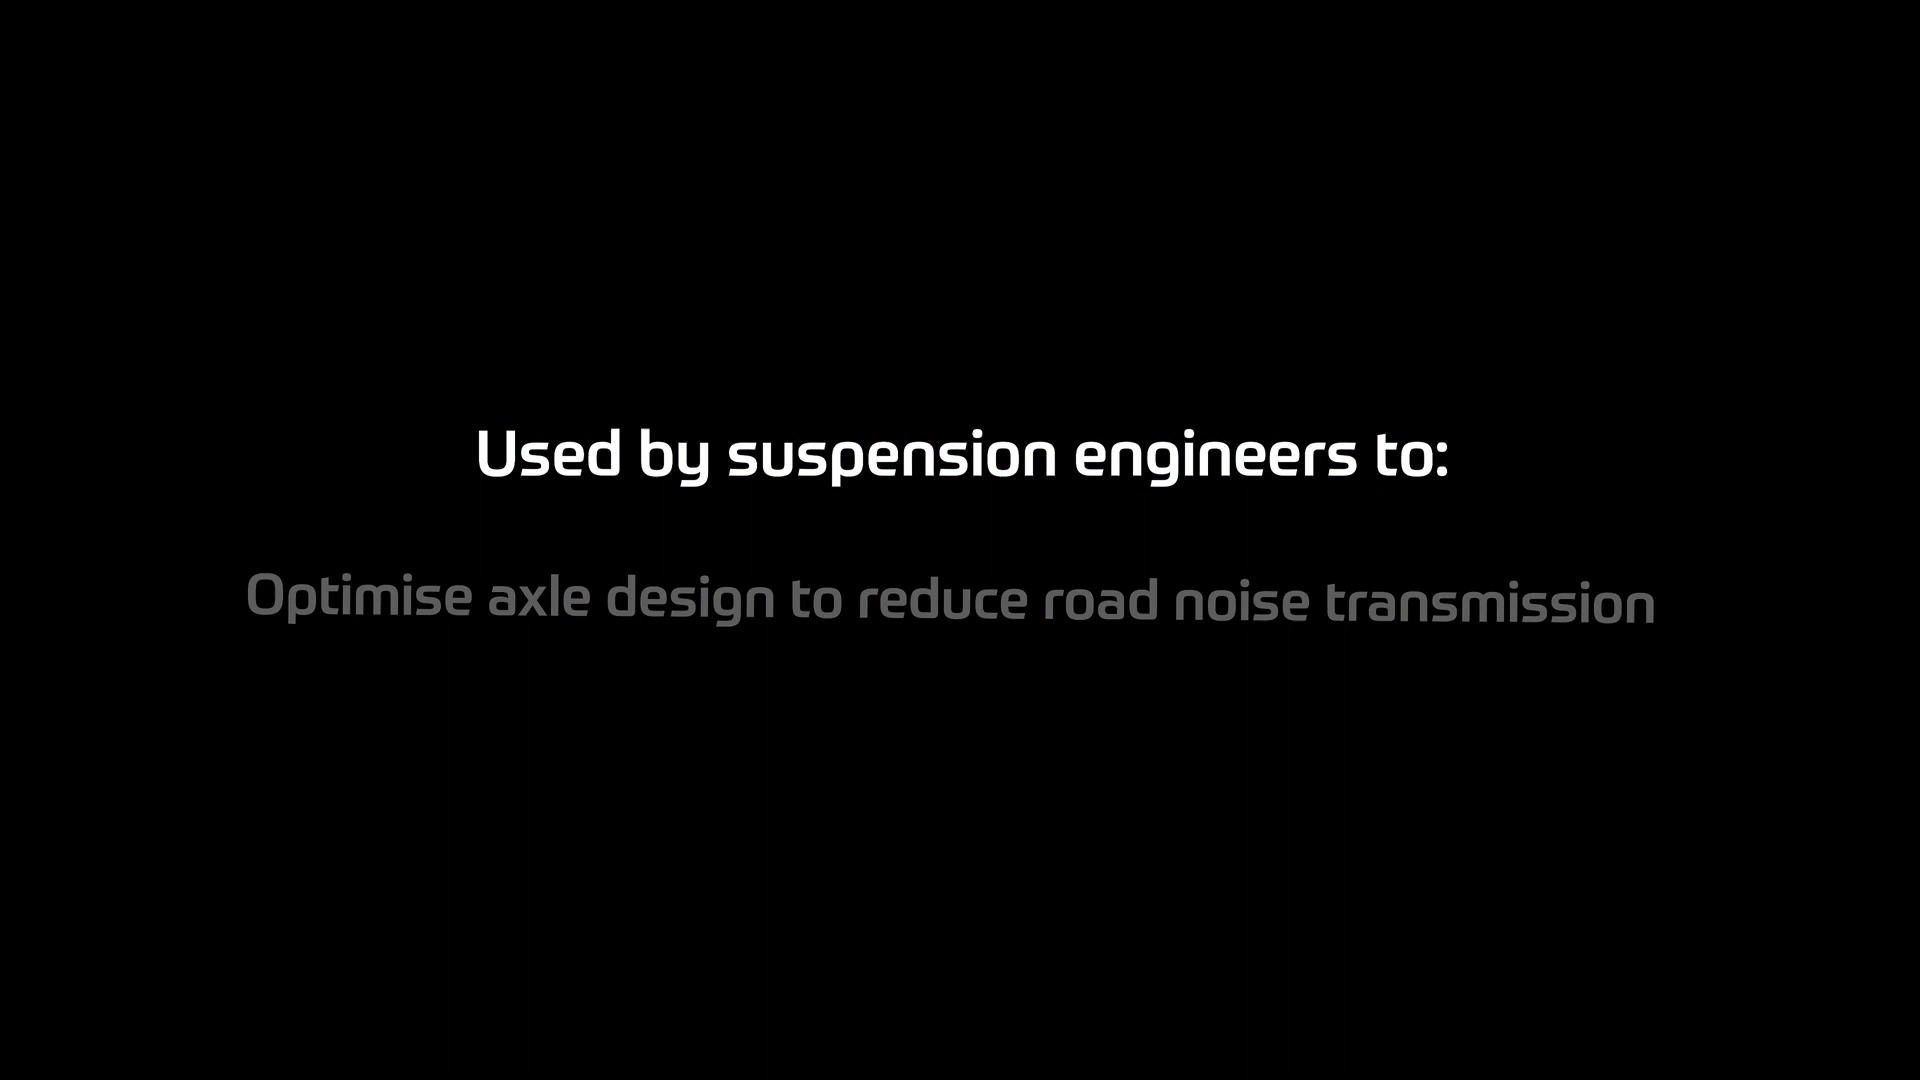 Used by suspension engineers to:
Optimise axle design to reduce road noise transmission